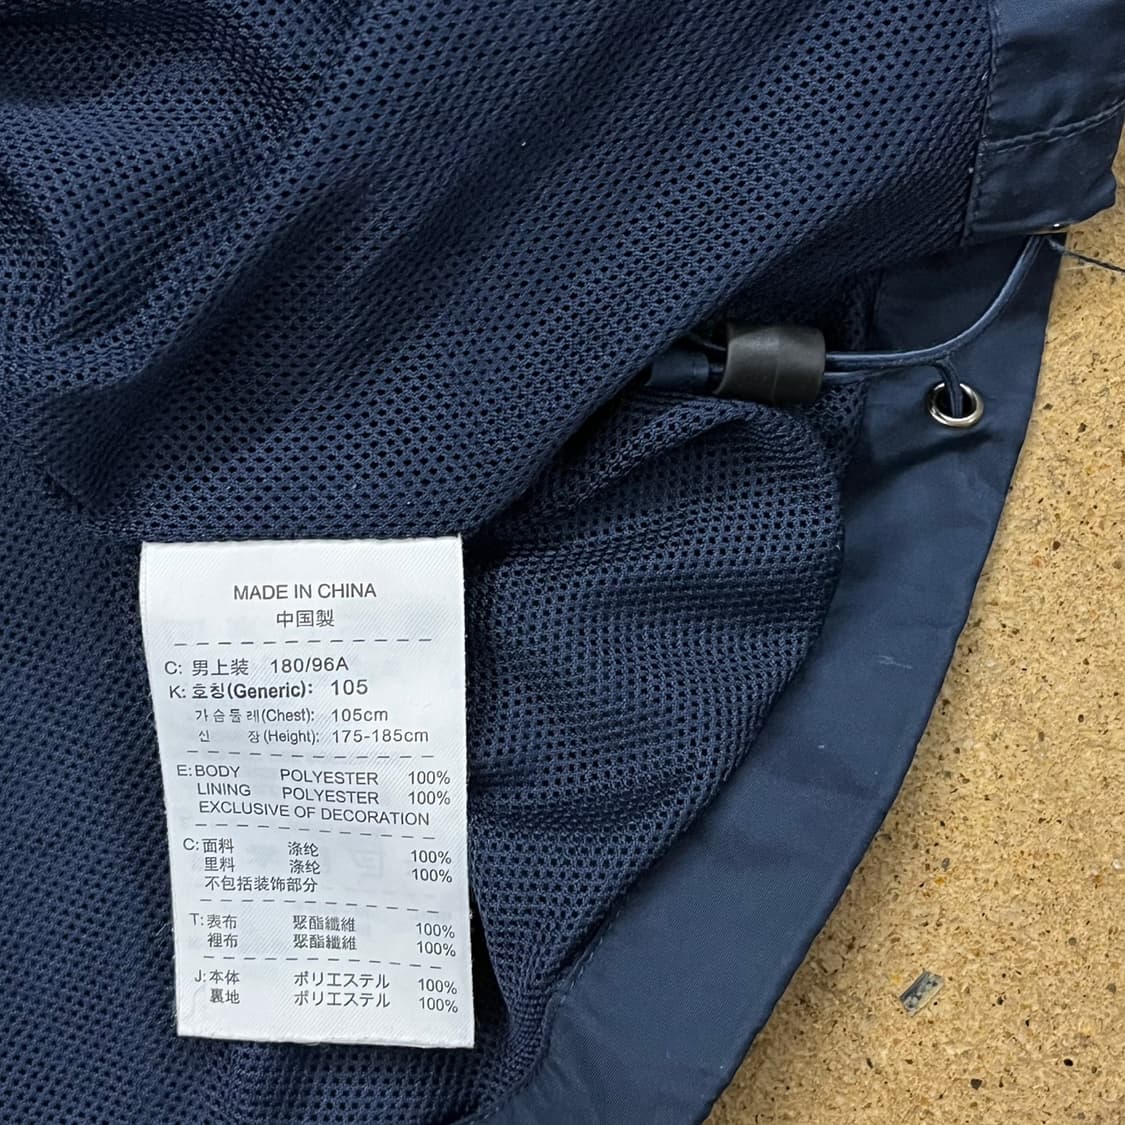 MADE IN CHINA
中国製
C: 男上装 180/96A
K: 호칭(Generic): 105
가슴둘레(Chest): 105cm
신 장(Height): 175-185cm
E: BODY POLYESTER 100%
LINING POLYESTER 100%
EXCLUSIVE OF DECORATION
C: 面料 涤纶 100%
里料 涤纶 100%
不包括装饰部分
T: 表布 聚酯纖維 100%
裡布 聚酯纖維 100%
J: 本体 ポリエステル 100%
裏地 ポリエステル 100%